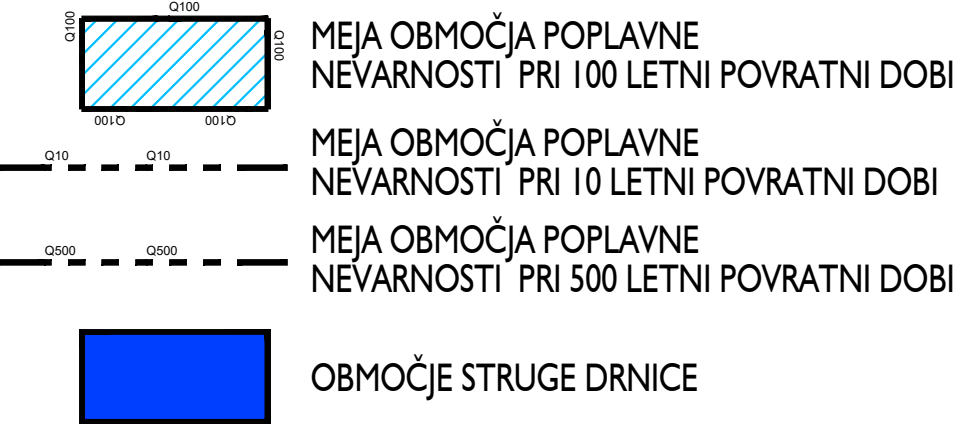 Q100
Q100
Q100
Q100 Q100
MEJA OBMOČJA POPLAVNE
NEVARNOSTI PRI 100 LETNI POVRATNI DOBI
Q10 Q10
MEJA OBMOČJA POPLAVNE
NEVARNOSTI PRI 10 LETNI POVRATNI DOBI
Q500 Q500
MEJA OBMOČJA POPLAVNE
NEVARNOSTI PRI 500 LETNI POVRATNI DOBI
OBMOČJE STRUGE DRNICE